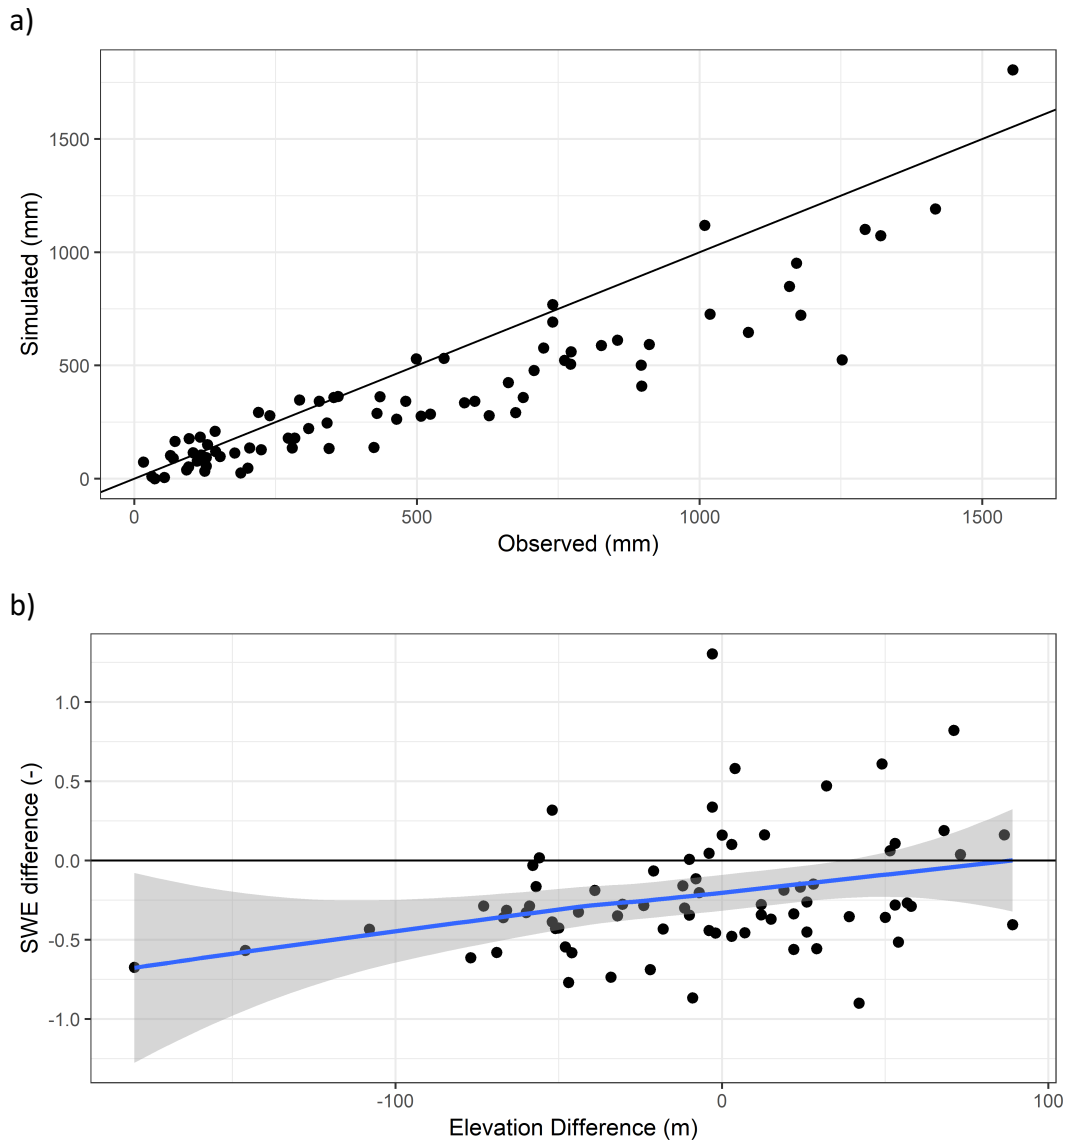 a)
1500
1000
500
0
Simulated (mm)
0 500 1000 1500
Observed (mm)
b)
1.0
0.5
0.0
-0.5
-1.0
SWE difference (-)
-100 0 100
Elevation Difference (m)